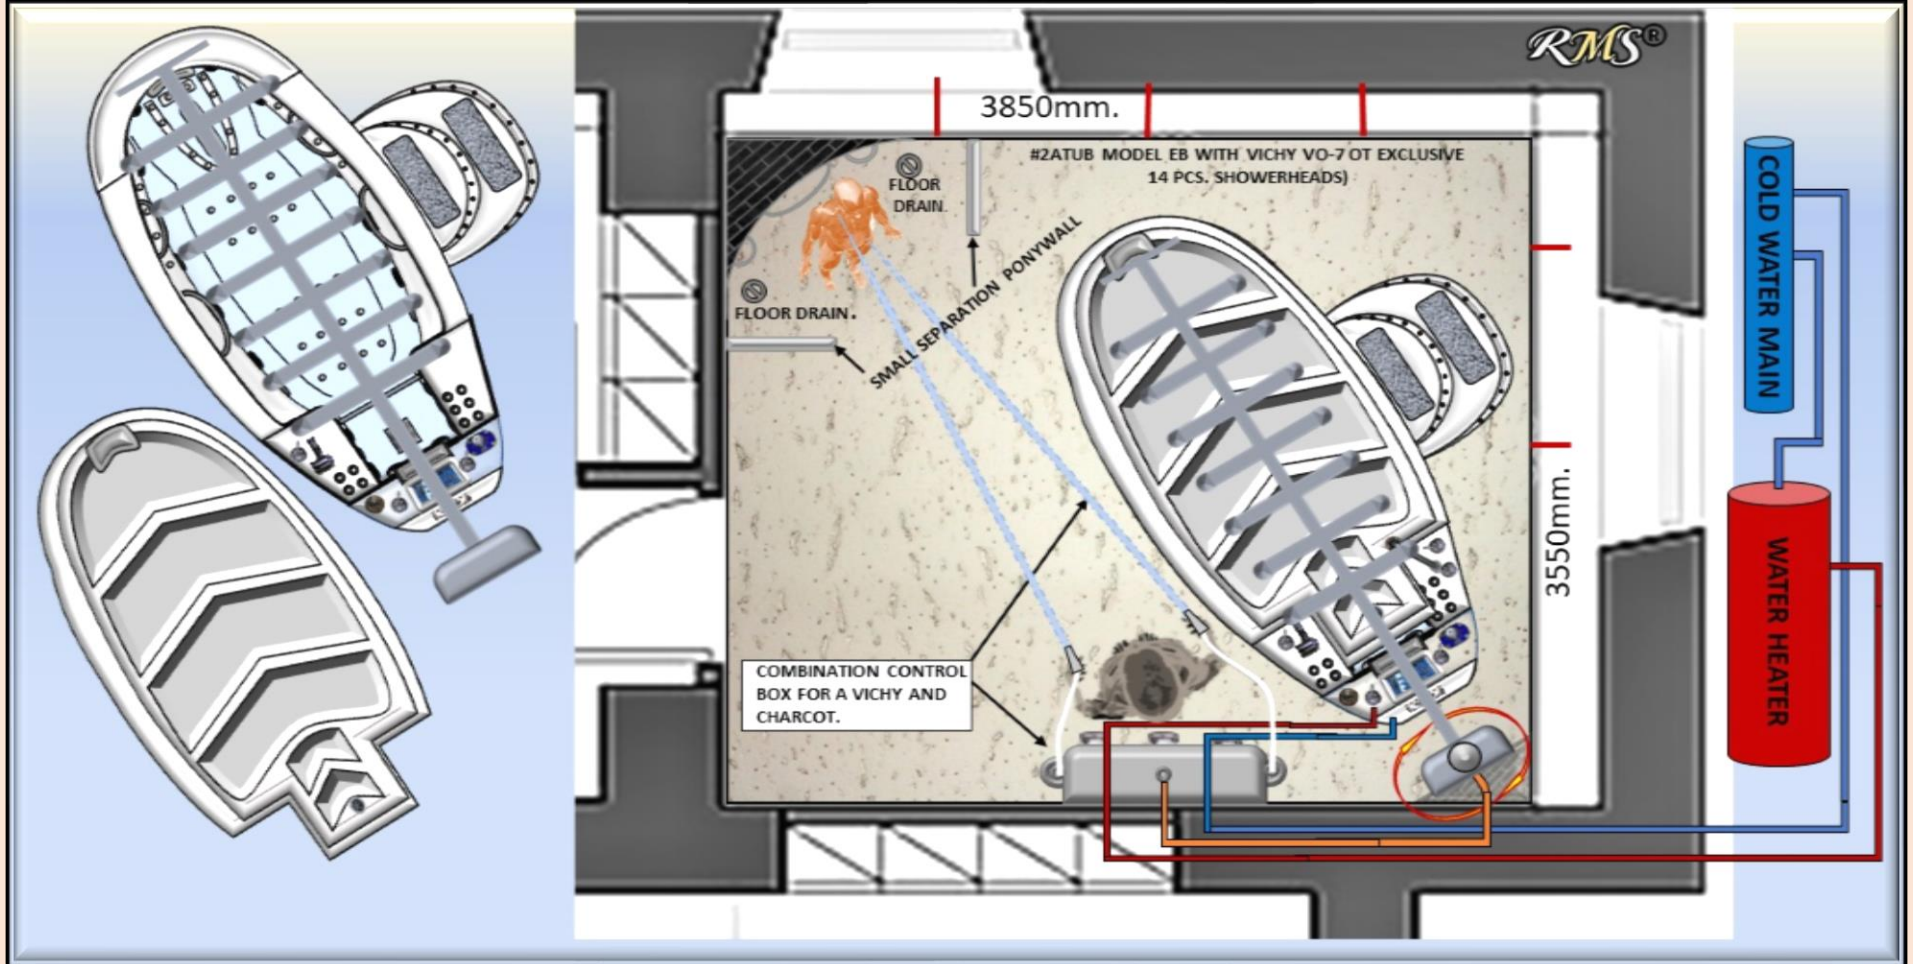 RMS®
3850mm.
#2ATUB MODEL EB WITH VICHY VO-7 OT EXCLUSIVE
14 PCS. SHOWERHEADS)
FLOOR
DRAIN.
FLOOR DRAIN.
SMALL SEPARATION PONYWALL
COMBINATION CONTROL
BOX FOR A VICHY AND
CHARCOT.
3550mm.
COLD WATER MAIN
WATER HEATER